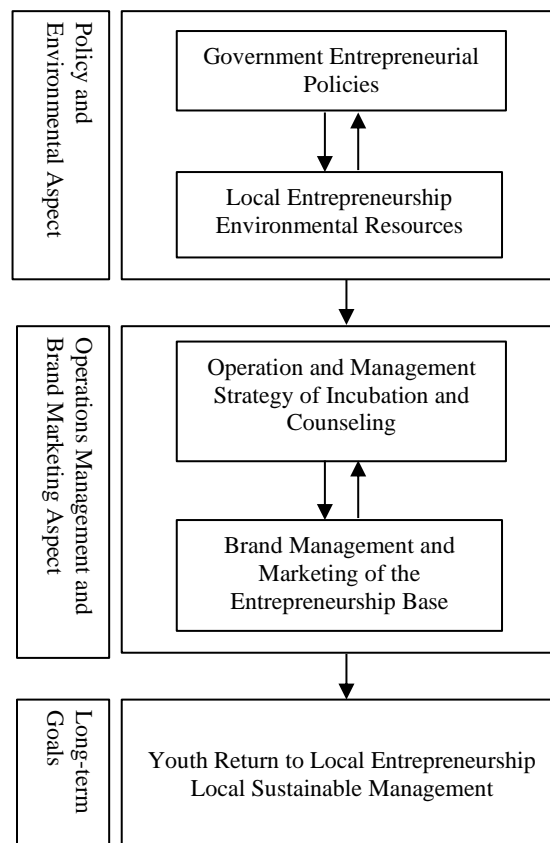 Policy and
Environmental Aspect
Government Entrepreneurial
Policies
Local Entrepreneurship
Environmental Resources
Operations Management and
Brand Marketing Aspect
Operation and Management
Strategy of Incubation and
Counseling
Brand Management and
Marketing of the
Entrepreneurship Base
Long-term
Goals
Youth Return to Local Entrepreneurship
Local Sustainable Management